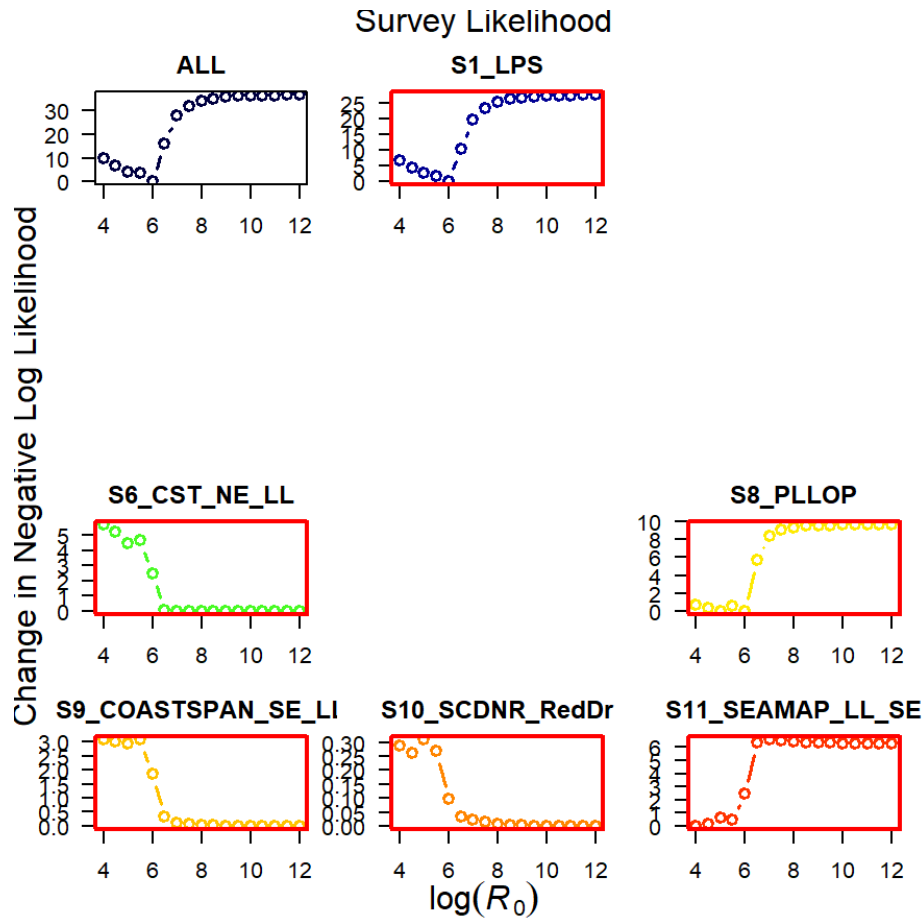 Survey Likelihood
ALL
S1_LPS
30
20
10
0
4 6 8 10 12
25
20
15
10
5
0
4 6 8 10 12
Change in Negative Log Likelihood
S6_CST_NE_LL
S8_PLLOP
5
4
3
2
1
0
4 6 8 10 12
10
8
6
4
2
0
4 6 8 10 12
S9_COASTSPAN_SE_LI
S10_SCDNR_RedDr
S11_SEAMAP_LL_SE
3.0
2.5
2.0
1.5
1.0
0.5
0.0
4 6 8 10 12
0.30
0.25
0.20
0.15
0.10
0.05
0.00
4 6 8 10 12
6
5
4
3
2
1
0
4 6 8 10 12
log(R₀)